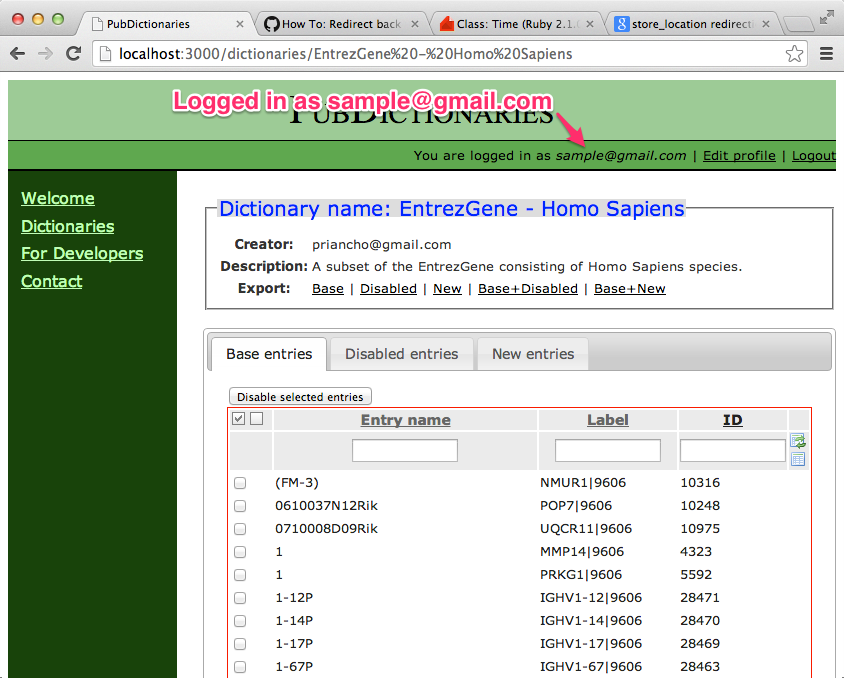 PubDictionaries
How To: Redirect back
Class: Time (Ruby 2.1.
store_location redirect
localhost:3000/dictionaries/EntrezGene%20-%20Homo%20Sapiens
Logged in as sample@gmail.com
PUBDICTIONARIES
You are logged in as sample@gmail.com | Edit profile | Logout
Welcome
Dictionaries
For Developers
Contact
Dictionary name: EntrezGene - Homo Sapiens
Creator: priancho@gmail.com
Description: A subset of the EntrezGene consisting of Homo Sapiens species.
Export: Base | Disabled | New | Base+Disabled | Base+New
Base entries Disabled entries New entries
Disable selected entries
Entry name Label ID
(FM-3) NMUR1|9606 10316
0610037N12Rik POP7|9606 10248
0710008D09Rik UQCR11|9606 10975
1 MMP14|9606 4323
1 PRKG1|9606 5592
1-12P IGHV1-12|9606 28471
1-14P IGHV1-14|9606 28470
1-17P IGHV1-17|9606 28469
1-67P IGHV1-67|9606 28463